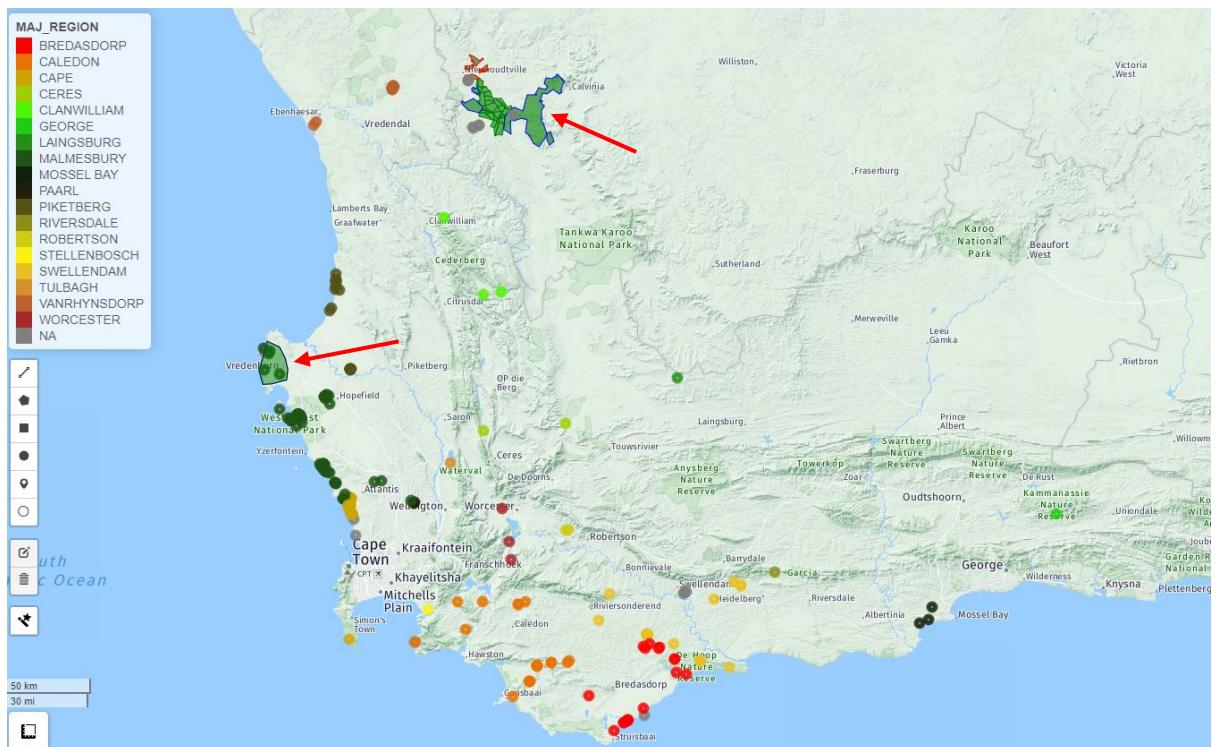 MAJ_REGION
BREDASDORP
CALEDON
CAPE
CERES
CLANWILLIAM
GEORGE
LAINGSBURG
MALMESBURY
MOSSEL BAY
PAARL
PIKETBERG
RIVERSDALE
ROBERTSON
STELLENBOSCH
SWELLENDAM
TULBAGH
VANRHYNSDORP
WORCESTER
NA
Williston
Victoria
West
Calvinia
Ebenhaesar
Vredendal
Fraserburg
Lamberts Bay
Graafwater
Clanwilliam
Tankwa Karoo
National Park
Karoo
National
Park
Beaufort
West
Cederberg
Sutherland
Citrusdal
Merweville
Leeu
Gamka
Vredenburg
Piketberg
Rietbron
OP die
Berg
Hopefield
Laingsburg
Prince
Albert
Saron
National Park
Yzerfontein
Touwsrivier
Swartberg
Nature
Reserve
Swartberg
Nature
Reserve
Willowm
Ceres
Waterval
De Doorns
Anysberg
Nature
Reserve
Towerkop
Zoar
De Rust
Atlantis
Kammanassie
Nature
Reserve
Oudtshoorn
Uniondale
Wellington
Worcester
Robertson
Cape
Town
Kraaifontein
CPT
Khayelitsha
Franschhoek
Bonnievale
Barrydale
Garcia
George
Wilderness
Knysna
Plettenberg
Garden R
National
Mitchells
Plain
Swellendam
Heidelberg
Riversdale
Riviersonderend
Albertinia
Mossel Bay
Simon's
Town
Caledon
Hawston
De Hoop
Nature
Reserve
Gansbaai
Bredasdorp
Struisbaai
50 km
30 mi